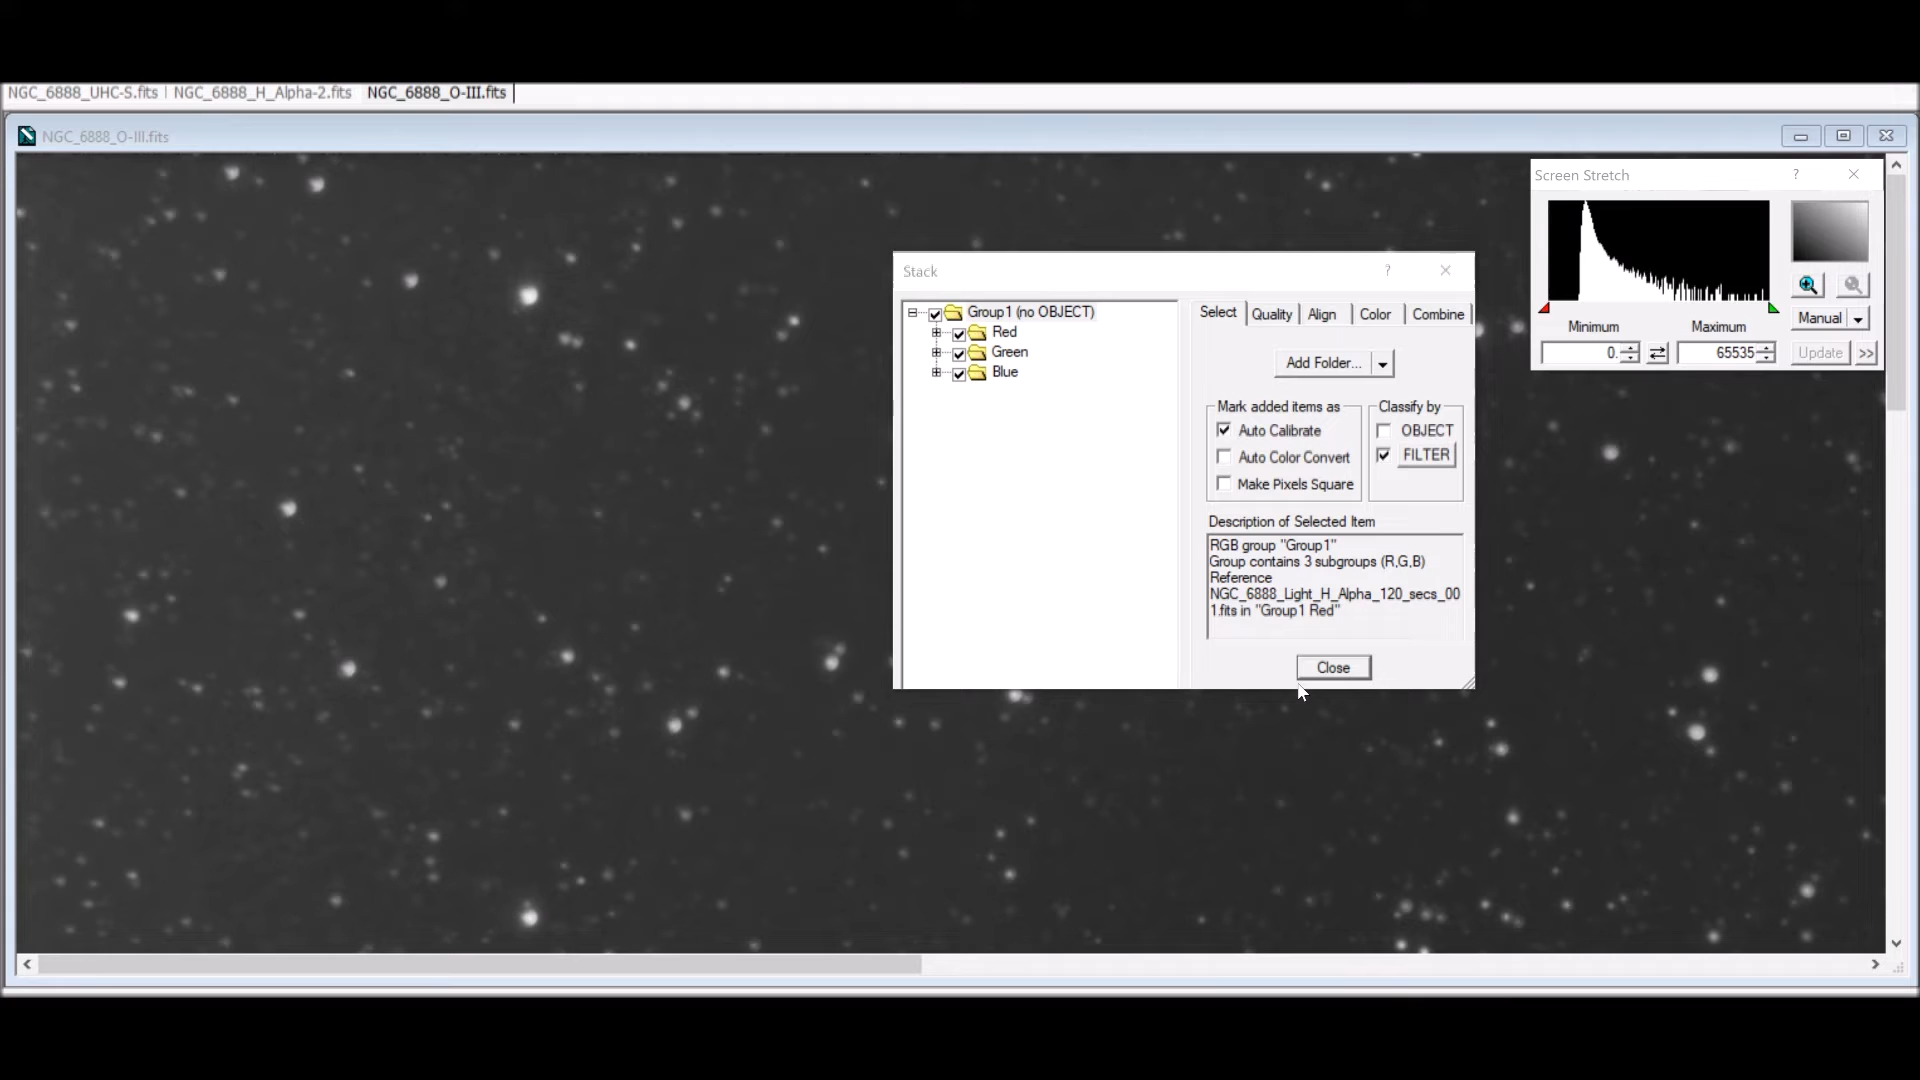 NGC_6888_UHC-S.fits NGC_6888_H_Alpha-2.fits NGC_6888_O-III.fits
NGC_6888_O-III.fits
Screen Stretch ?
Minimum Maximum
0. 65535
Manual
Update >>
Stack ?
Group1 (no OBJECT)
Red
Green
Blue
Select Quality Align Color Combine
Add Folder...
Mark added items as
Auto Calibrate
Auto Color Convert
Make Pixels Square
Classify by
OBJECT
FILTER
Description of Selected Item
RGB group "Group1"
Group contains 3 subgroups (R,G,B)
Reference
NGC_6888_Light_H_Alpha_120_secs_00
1.fits in "Group1 Red"
Close